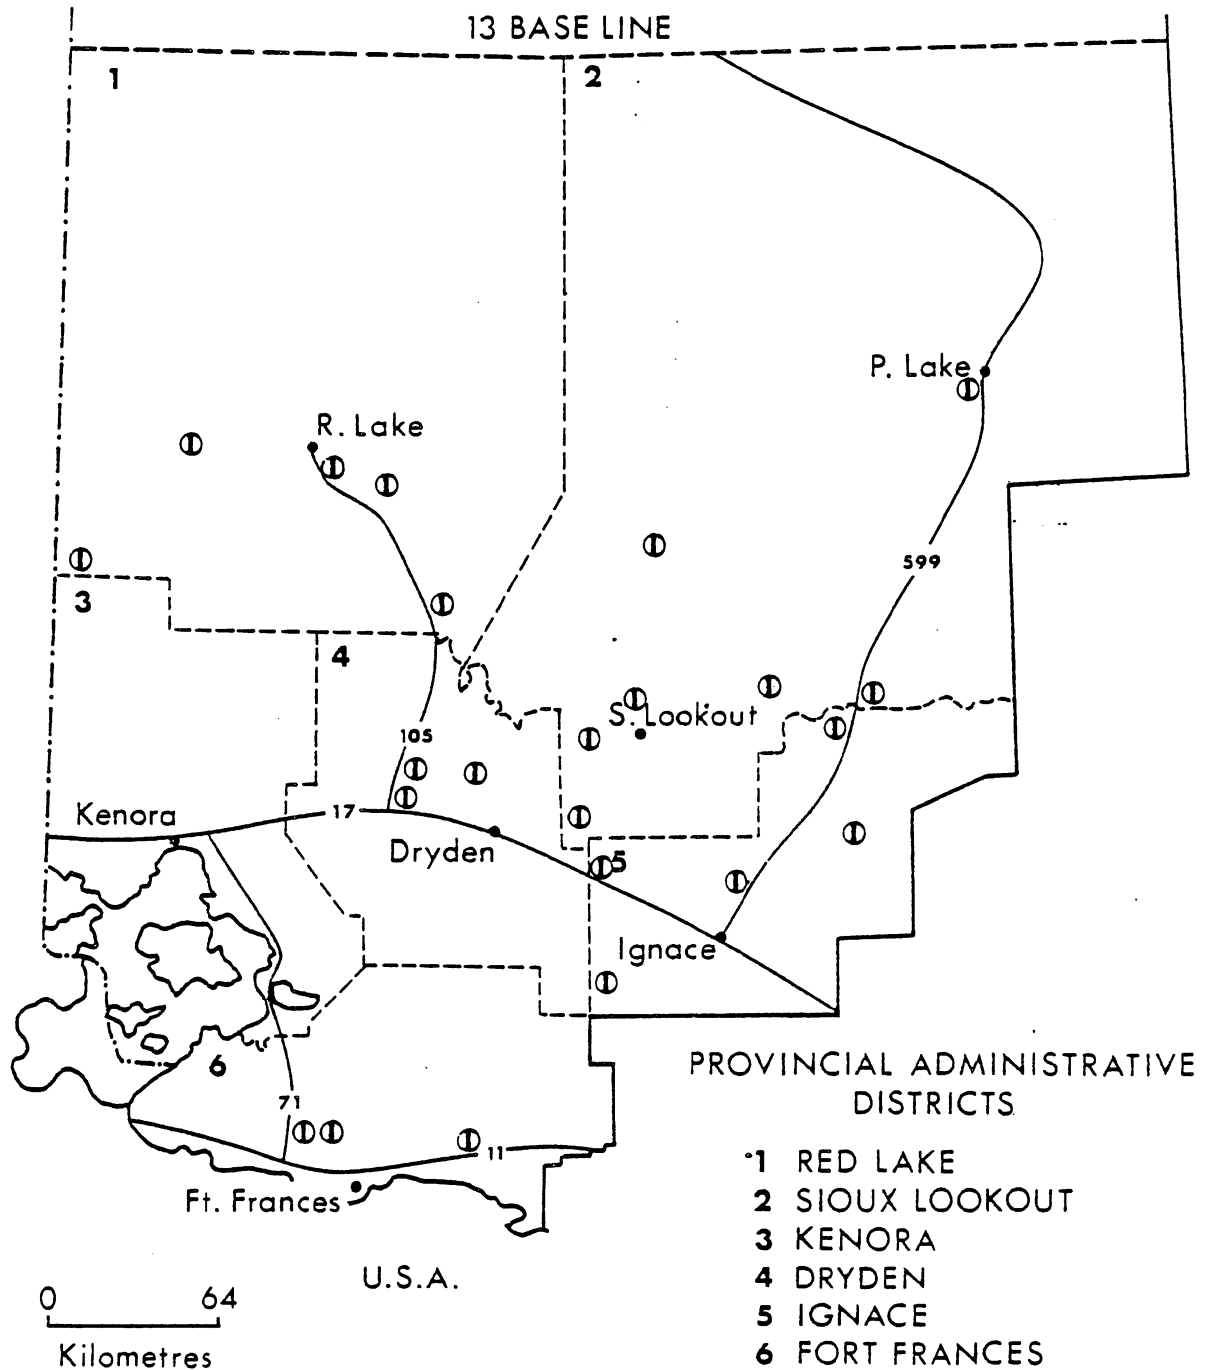 13 BASE LINE
1
2
P. Lake
R. Lake
599
3
4
S. Lookout
105
Kenora
17
Dryden
5
Ignace
6
71
11
Ft. Frances
U.S.A.
0 64
Kilometres
PROVINCIAL ADMINISTRATIVE
DISTRICTS
1 RED LAKE
2 SIOUX LOOKOUT
3 KENORA
4 DRYDEN
5 IGNACE
6 FORT FRANCES